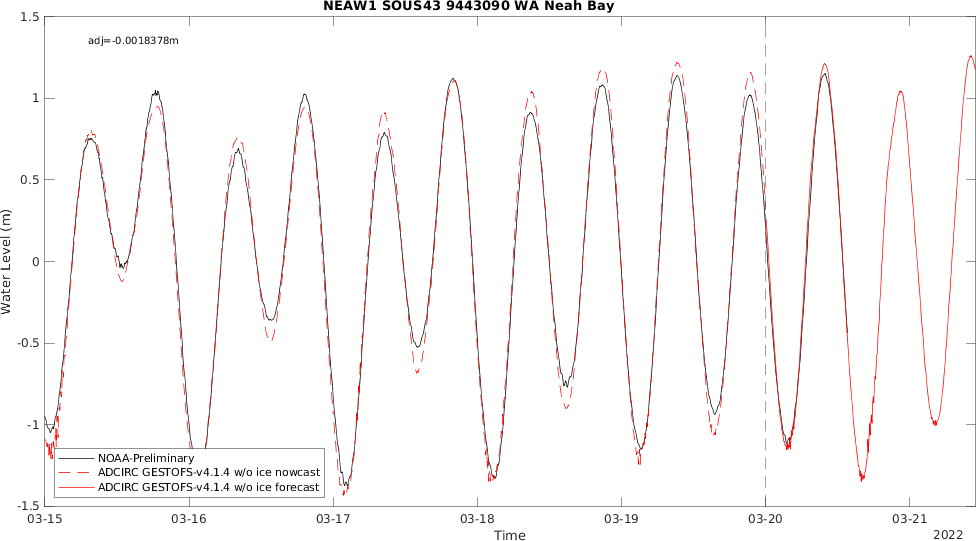 NEAW1 SOUS43 9443090 WA Neah Bay
adj=-0.0018378m
1.5
1
0.5
0
-0.5
-1
-1.5
Water Level (m)
NOAA-Preliminary
ADCIRC GESTOFS-v4.1.4 w/o ice nowcast
ADCIRC GESTOFS-v4.1.4 w/o ice forecast
03-15 03-16 03-17 03-18 03-19 03-20 03-21
Time
2022